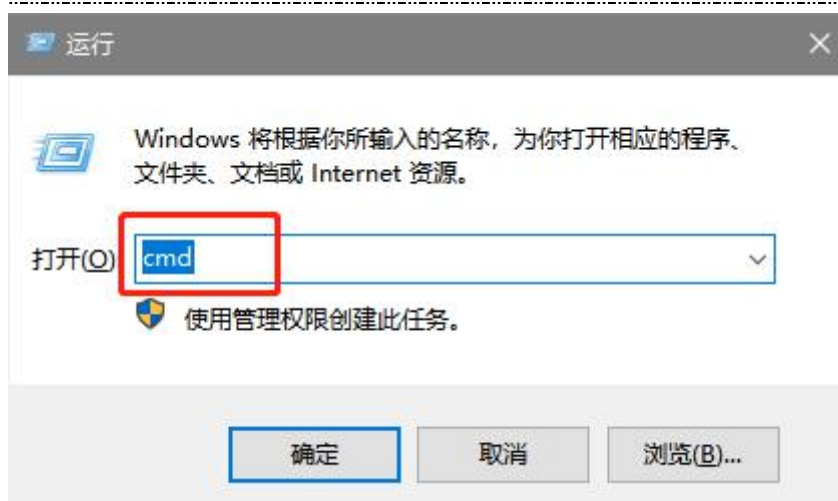 运行
Windows 将根据你所输入的名称，为你打开相应的程序、
文件夹、文档或 Internet 资源。
打开(O)
cmd
使用管理权限创建此任务。
确定
取消
浏览(B)...